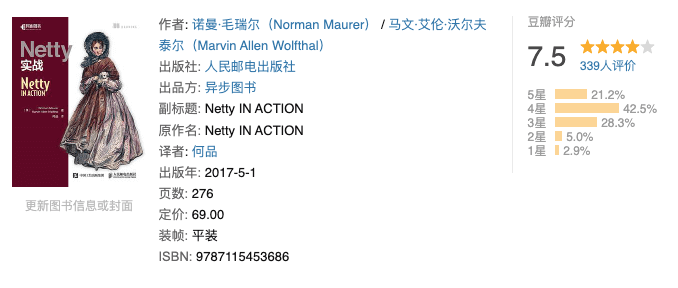 Netty
实战
Netty
IN ACTION
更新图书信息或封面
作者: 诺曼·毛瑞尔（Norman Maurer） / 马文·艾伦·沃尔夫
泰尔（Marvin Allen Wolfthal）
出版社: 人民邮电出版社
出品方: 异步图书
副标题: Netty IN ACTION
原作名: Netty IN ACTION
译者: 何品
出版年: 2017-5-1
页数: 276
定价: 69.00
装帧: 平装
ISBN: 9787115453686
豆瓣评分
7.5
339人评价
5星 21.2%
4星 42.5%
3星 28.3%
2星 5.0%
1星 2.9%